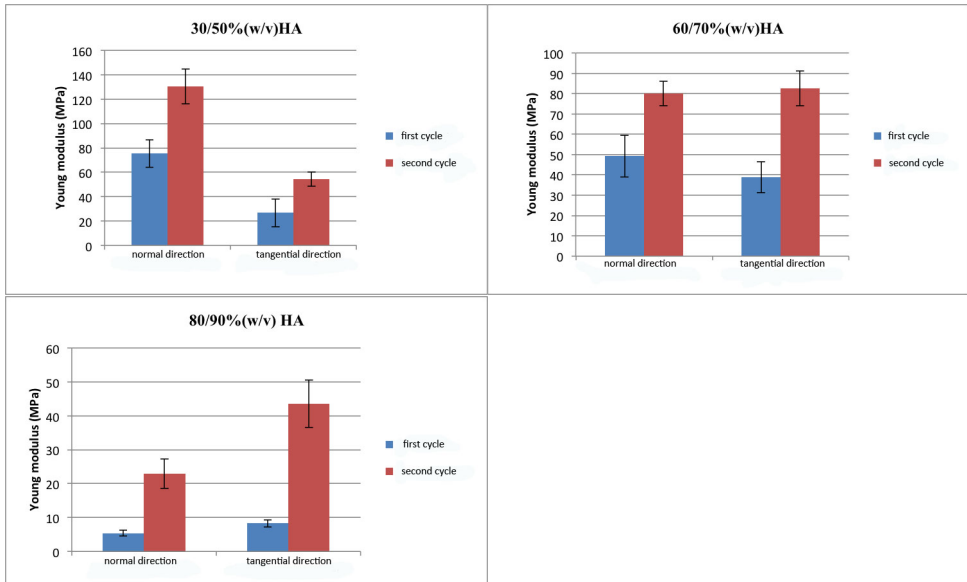 30/50%(w/v)HA
160
140
120
100
80
60
40
20
0
Young modulus (MPa)
normal direction
tangential direction
first cycle
second cycle
60/70%(w/v)HA
100
90
80
70
60
50
40
30
20
10
0
Young modulus (MPa)
normal direction
tangential direction
first cycle
second cycle
80/90%(w/v) HA
60
50
40
30
20
10
0
Young modulus (MPa)
normal direction
tangential direction
first cycle
second cycle